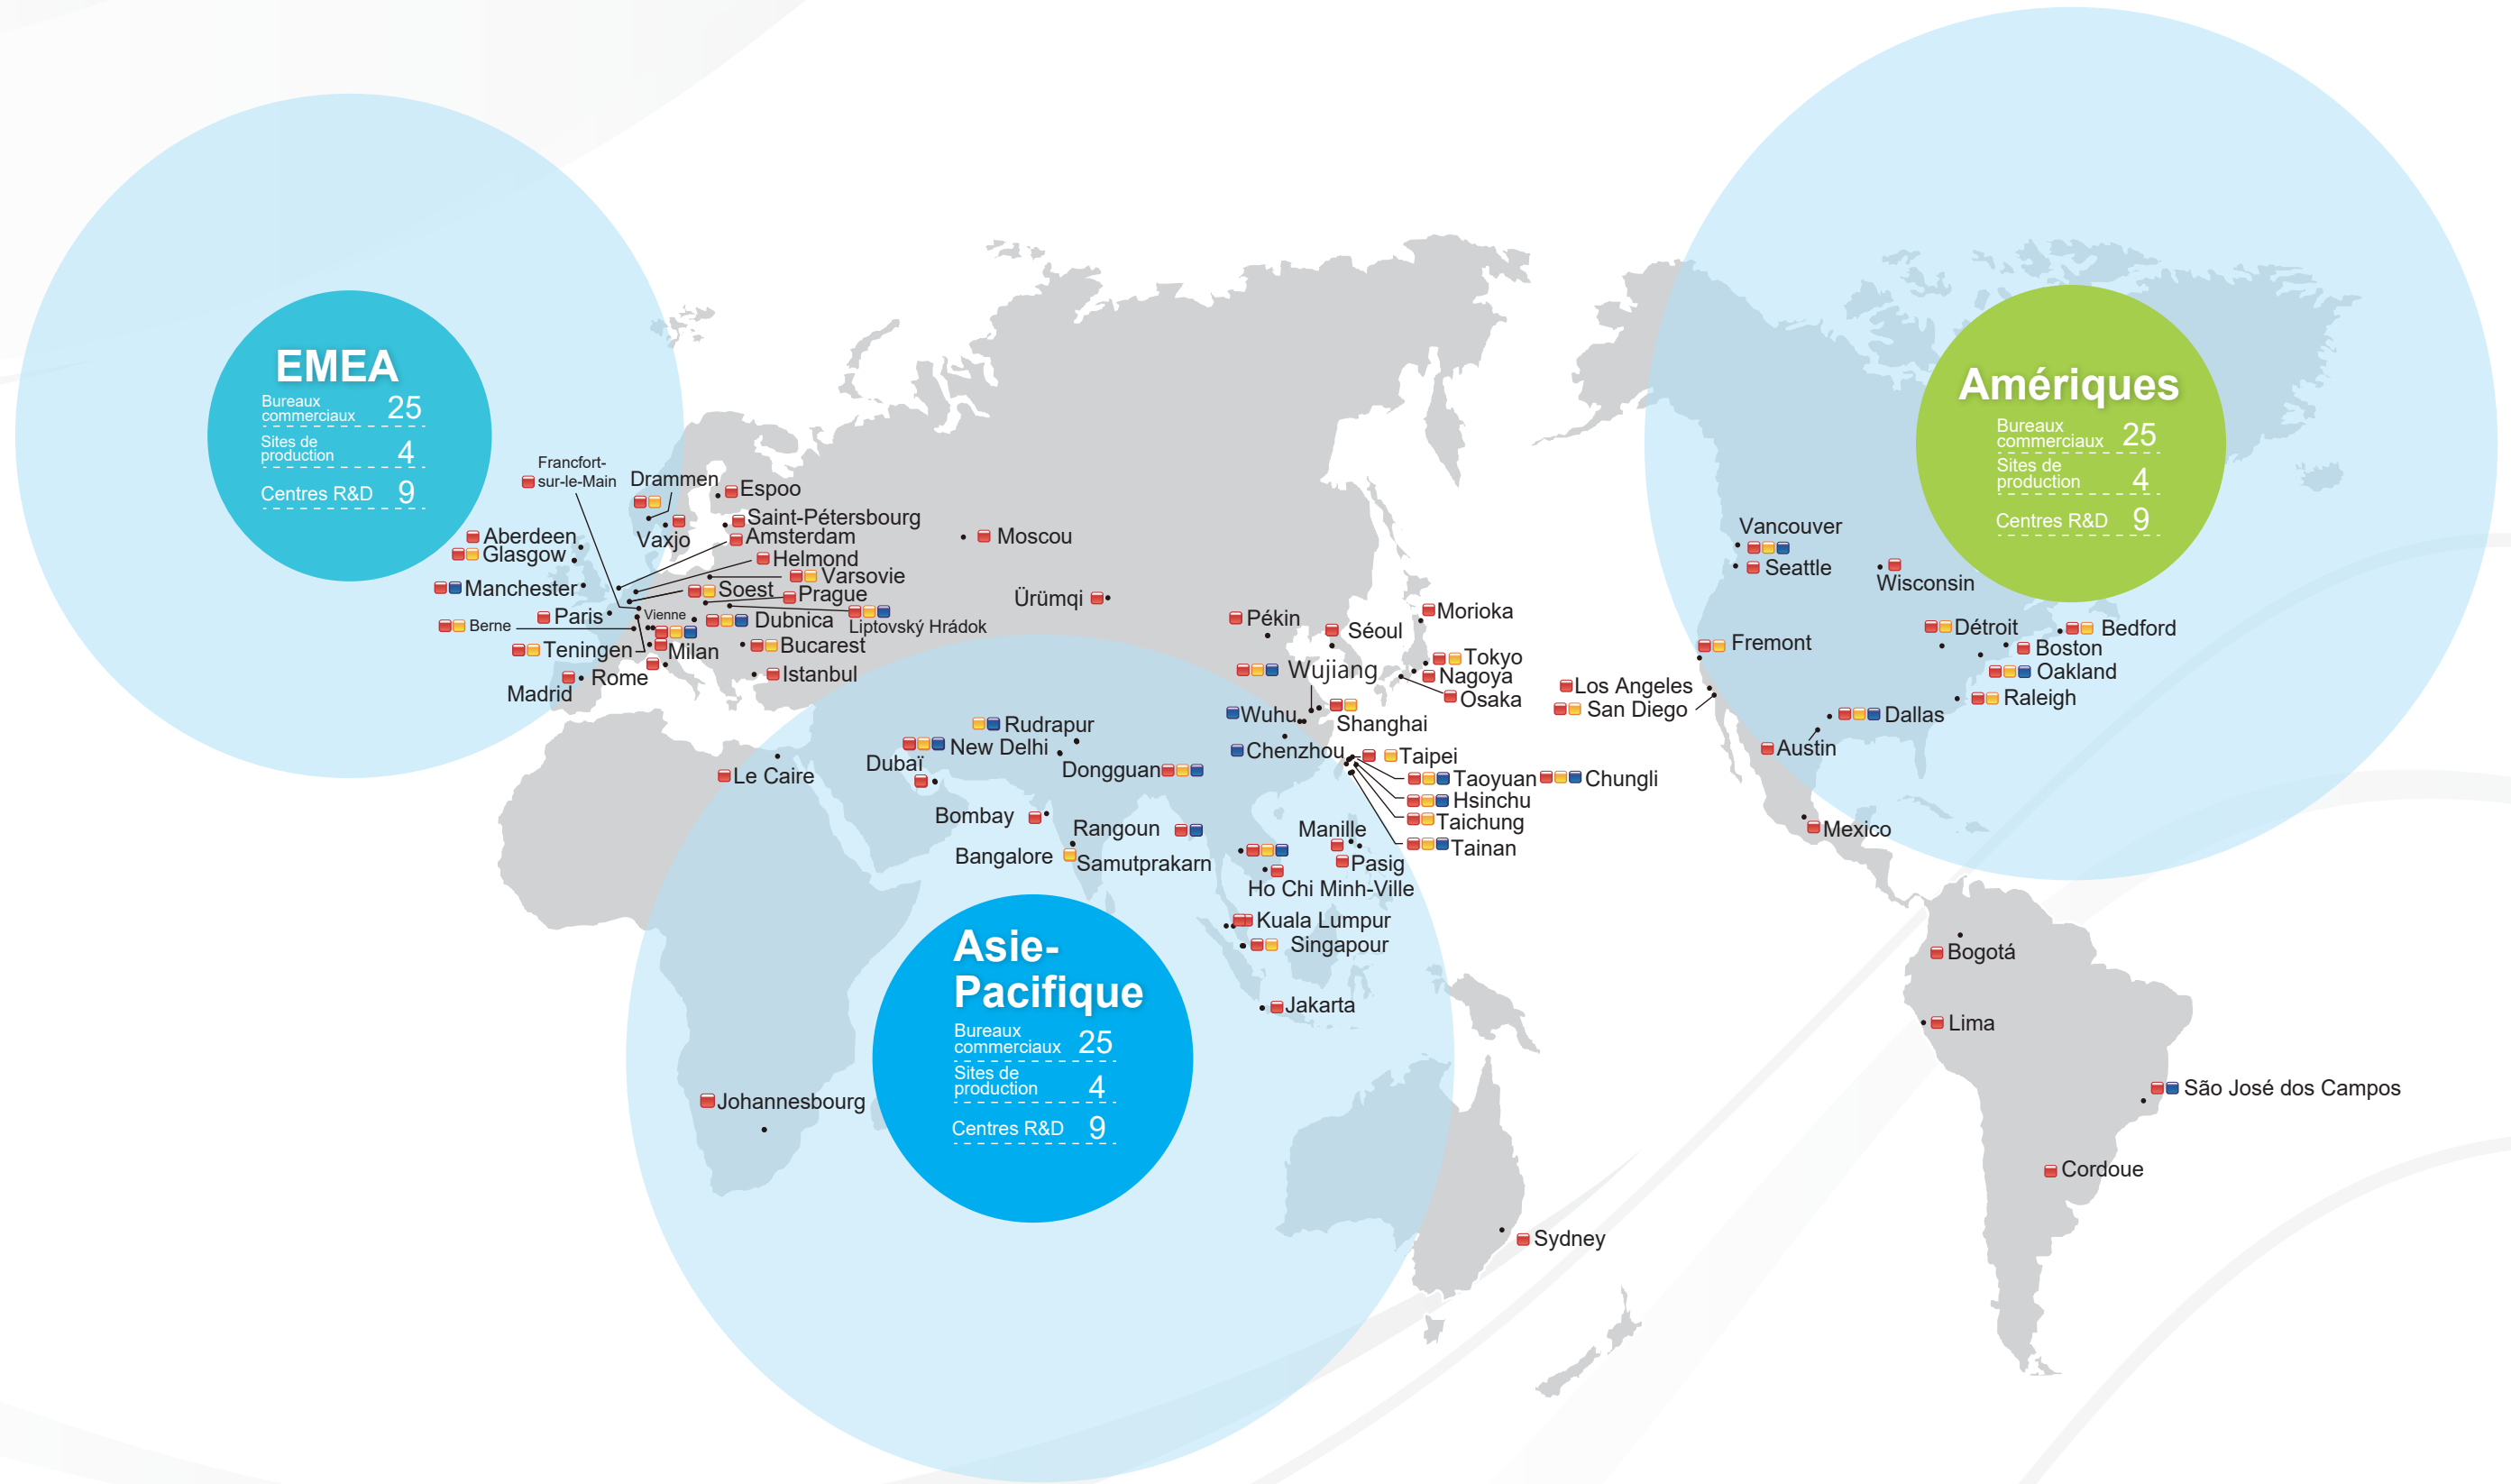 EMEA
Bureaux
commerciaux 25
Sites de
production 4
Centres R&D 9
Amériques
Bureaux
commerciaux 25
Sites de
production 4
Centres R&D 9
Asie-
Pacifique
Bureaux
commerciaux 25
Sites de
production 4
Centres R&D 9
Francfort-
sur-le-Main
Drammen
Espoo
Aberdeen
Vaxjo
Saint-Pétersbourg
Amsterdam
Moscou
Glasgow
Helmond
Varsovie
Manchester
Soest
Prague
Paris
Vienne
Dubnica
Liptovský Hrádok
Berne
Teningen
Milan
Bucarest
Rome
Istanbul
Madrid
Ürümqi
Pékin
Séoul
Morioka
Wujiang
Tokyo
Nagoya
Osaka
Wuhu
Shanghai
Rudrapur
New Delhi
Chenzhou
Taipei
Dubaï
Dongguan
Le Caire
Taoyuan
Chungli
Hsinchu
Bombay
Rangoun
Manille
Taichung
Bangalore
Samutprakarn
Pasig
Tainan
Ho Chi Minh-Ville
Kuala Lumpur
Singapour
Jakarta
Johannesbourg
Sydney
Vancouver
Seattle
Wisconsin
Fremont
Détroit
Bedford
Boston
Oakland
Los Angeles
San Diego
Raleigh
Dallas
Austin
Mexico
Bogotá
Lima
São José dos Campos
Cordoue